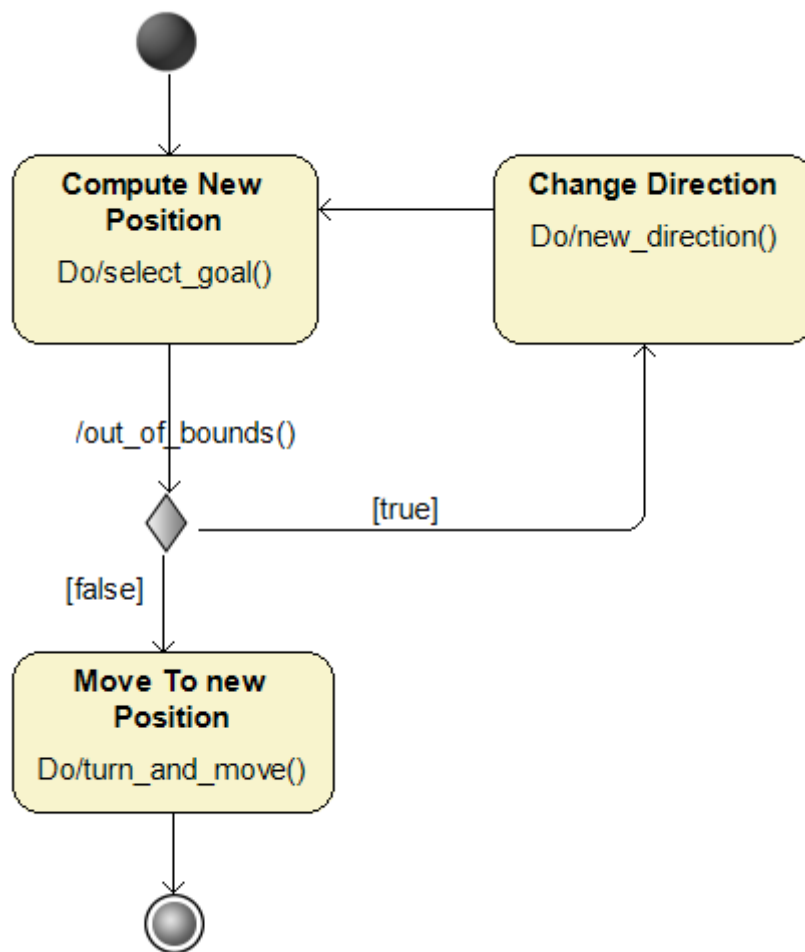 Compute New
Position
Do/select_goal()
Change Direction
Do/new_direction()
/out_of_bounds()
[true]
[false]
Move To new
Position
Do/turn_and_move()